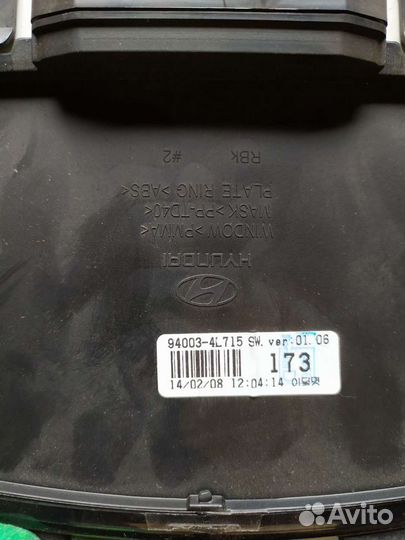 RBk #2
PLATE RING >ABS<
MASK >PP-TD40<
WINDOW >PMMA<
HYUNDAI
94003-4L715 SW. ver:01.06
173
14/02/08 12:04:14
Avito